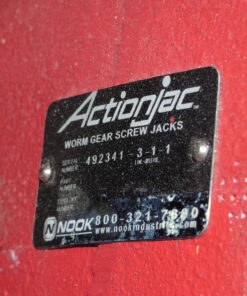 Actionjac
WORM GEAR SCREW JACKS
SERIAL NUMBER 492341-3-1-1
PART NUMBER
NUMBER
NOOK 800-321-7800
www.nookindustries.com